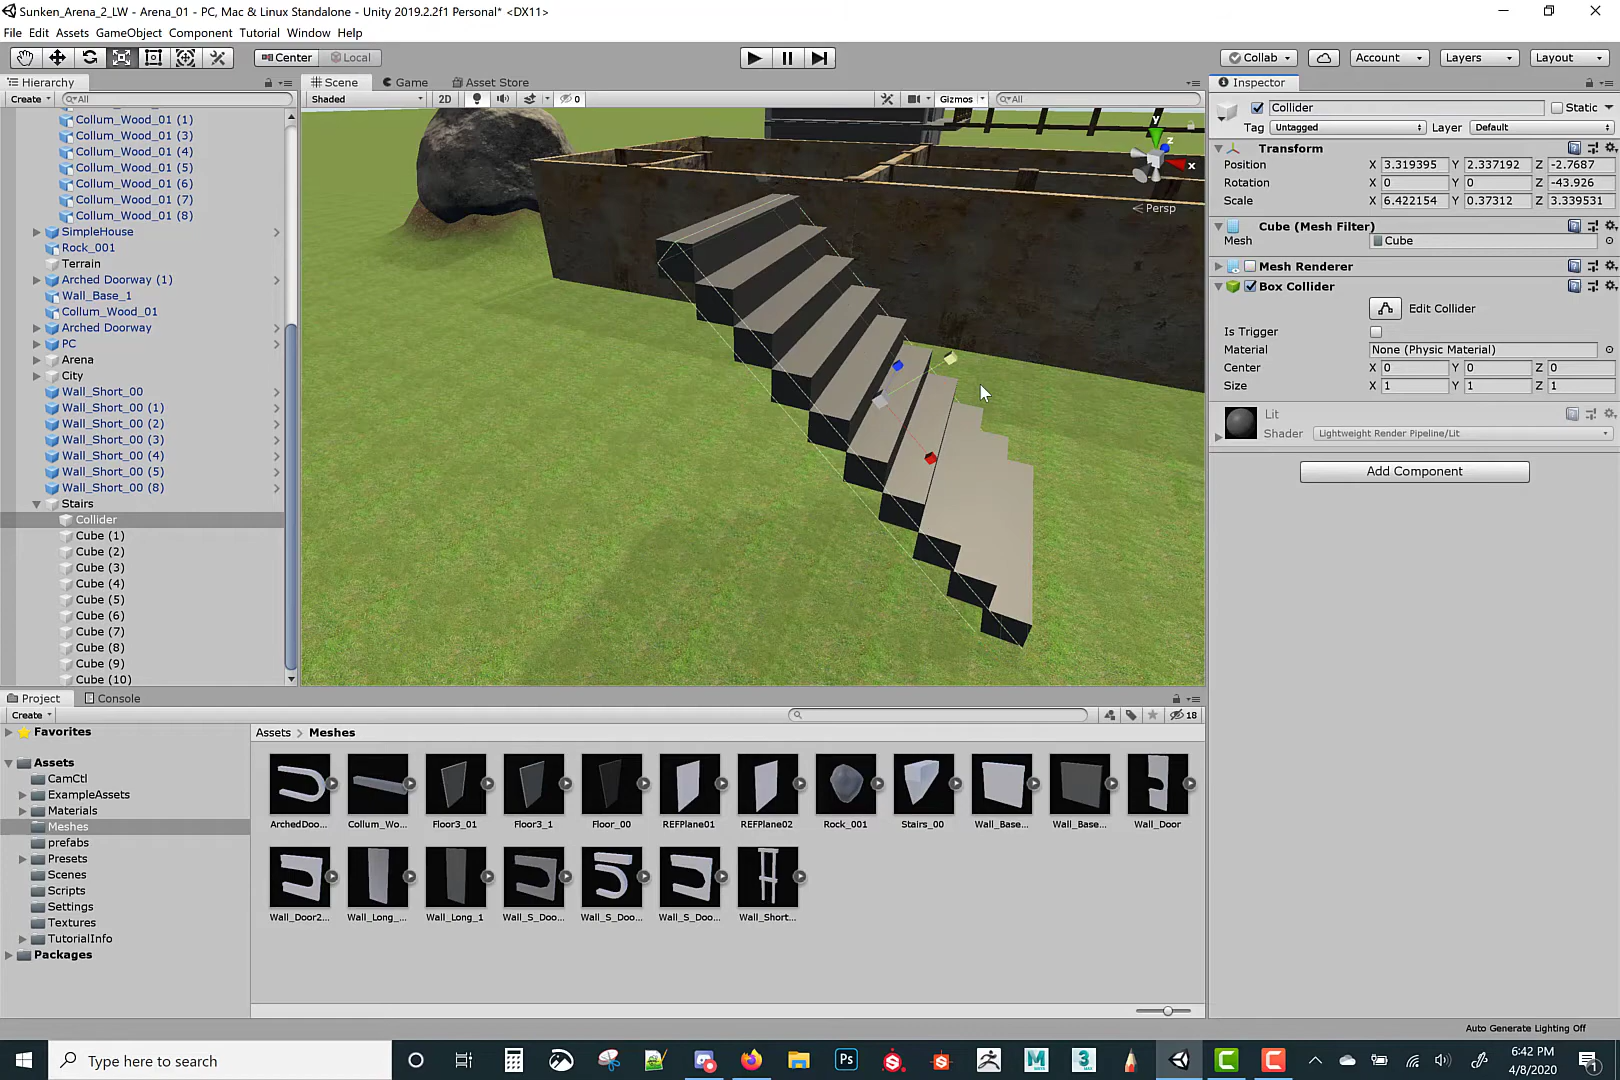 Sunken_Arena_2_LW - Arena_01 - PC, Mac & Linux Standalone - Unity 2019.2.2f1 Personal* <DX11>
File Edit Assets GameObject Component Tutorial Window Help
Center Local Collab Account Layers Layout
Hierarchy
Create All
Collum_Wood_01 (1)
Collum_Wood_01 (3)
Collum_Wood_01 (4)
Collum_Wood_01 (5)
Collum_Wood_01 (6)
Collum_Wood_01 (7)
Collum_Wood_01 (8)
SimpleHouse
Rock_001
Terrain
Arched Doorway (1)
Wall_Base_1
Collum_Wood_01
Arched Doorway
PC
Arena
City
Wall_Short_00
Wall_Short_00 (1)
Wall_Short_00 (2)
Wall_Short_00 (3)
Wall_Short_00 (4)
Wall_Short_00 (5)
Wall_Short_00 (8)
Stairs
Collider
Cube (1)
Cube (2)
Cube (3)
Cube (4)
Cube (5)
Cube (6)
Cube (7)
Cube (8)
Cube (9)
Cube (10)
Scene Game Asset Store
Shaded 2D 0 Gizmos All
y
z
x
Persp
Inspector
Collider Static
Tag Untagged Layer Default
Transform
Position X 3.319395 Y 2.337192 Z -2.7687
Rotation X 0 Y 0 Z -43.926
Scale X 6.422154 Y 0.37312 Z 3.339531
Cube (Mesh Filter)
Mesh Cube
Mesh Renderer
Box Collider
Edit Collider
Is Trigger
Material None (Physic Material)
Center X 0 Y 0 Z 0
Size X 1 Y 1 Z 1
Lit
Shader Lightweight Render Pipeline/Lit
Add Component
Project Console
Create 18
Favorites
Assets
CamCtl
ExampleAssets
Materials
Meshes
prefabs
Presets
Scenes
Scripts
Settings
Textures
TutorialInfo
Packages
Assets > Meshes
ArchedDoo... Collum_Wo... Floor3_01 Floor3_1 Floor_00 REFPlane01 REFPlane02 Rock_001 Stairs_00 Wall_Base... Wall_Base... Wall_Door
Wall_Door2... Wall_Long_... Wall_Long_1 Wall_S_Doo... Wall_S_Doo... Wall_S_Doo... Wall_Short...
Auto Generate Lighting Off
Type here to search
Ps
M
3
C
C
6:42 PM
4/8/2020
1